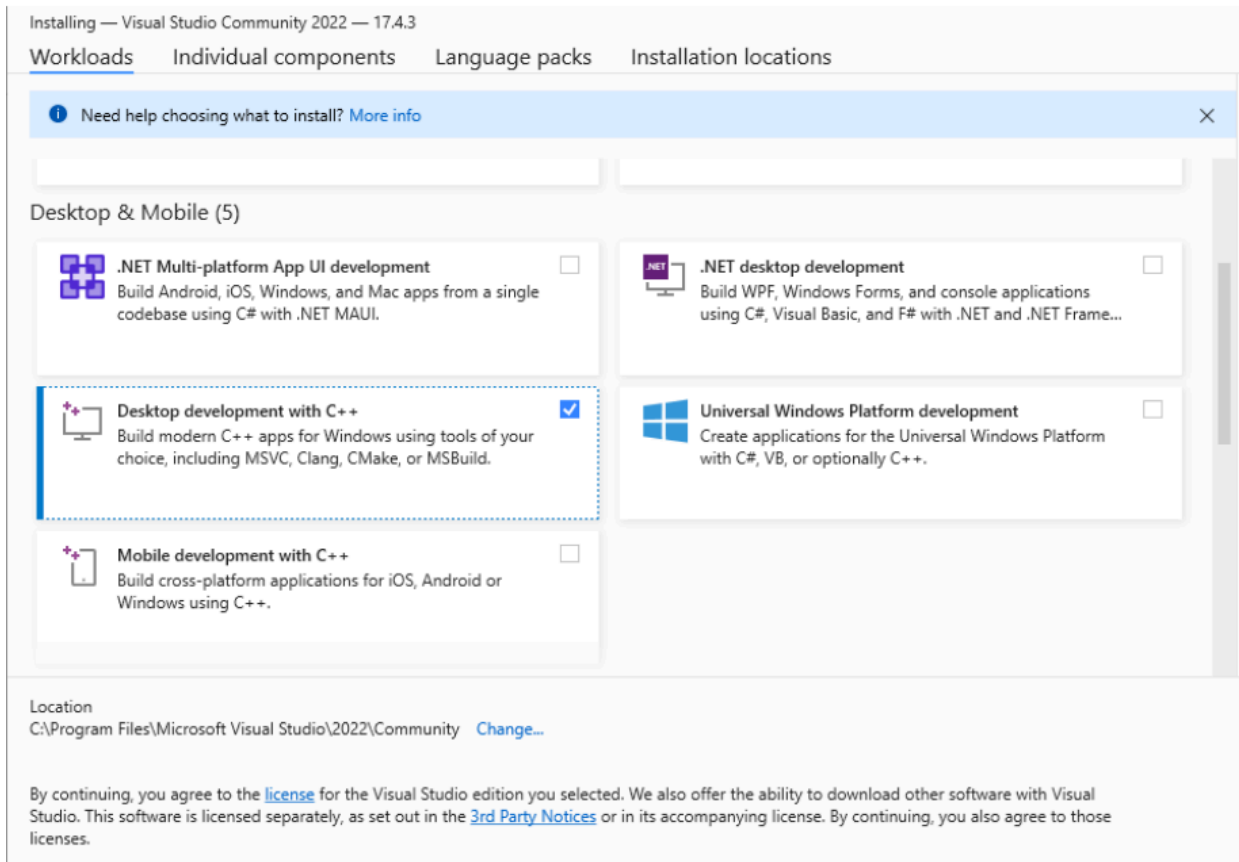 Installing — Visual Studio Community 2022 — 17.4.3
Workloads Individual components Language packs Installation locations
Need help choosing what to install? More info
Desktop & Mobile (5)
.NET Multi-platform App UI development
Build Android, iOS, Windows, and Mac apps from a single
codebase using C# with .NET MAUI.
.NET
.NET desktop development
Build WPF, Windows Forms, and console applications
using C#, Visual Basic, and F# with .NET and .NET Frame...
Desktop development with C++
Build modern C++ apps for Windows using tools of your
choice, including MSVC, Clang, CMake, or MSBuild.
Universal Windows Platform development
Create applications for the Universal Windows Platform
with C#, VB, or optionally C++.
Mobile development with C++
Build cross-platform applications for iOS, Android or
Windows using C++.
Location
C:\Program Files\Microsoft Visual Studio\2022\Community Change...
By continuing, you agree to the license for the Visual Studio edition you selected. We also offer the ability to download other software with Visual
Studio. This software is licensed separately, as set out in the 3rd Party Notices or in its accompanying license. By continuing, you also agree to those
licenses.